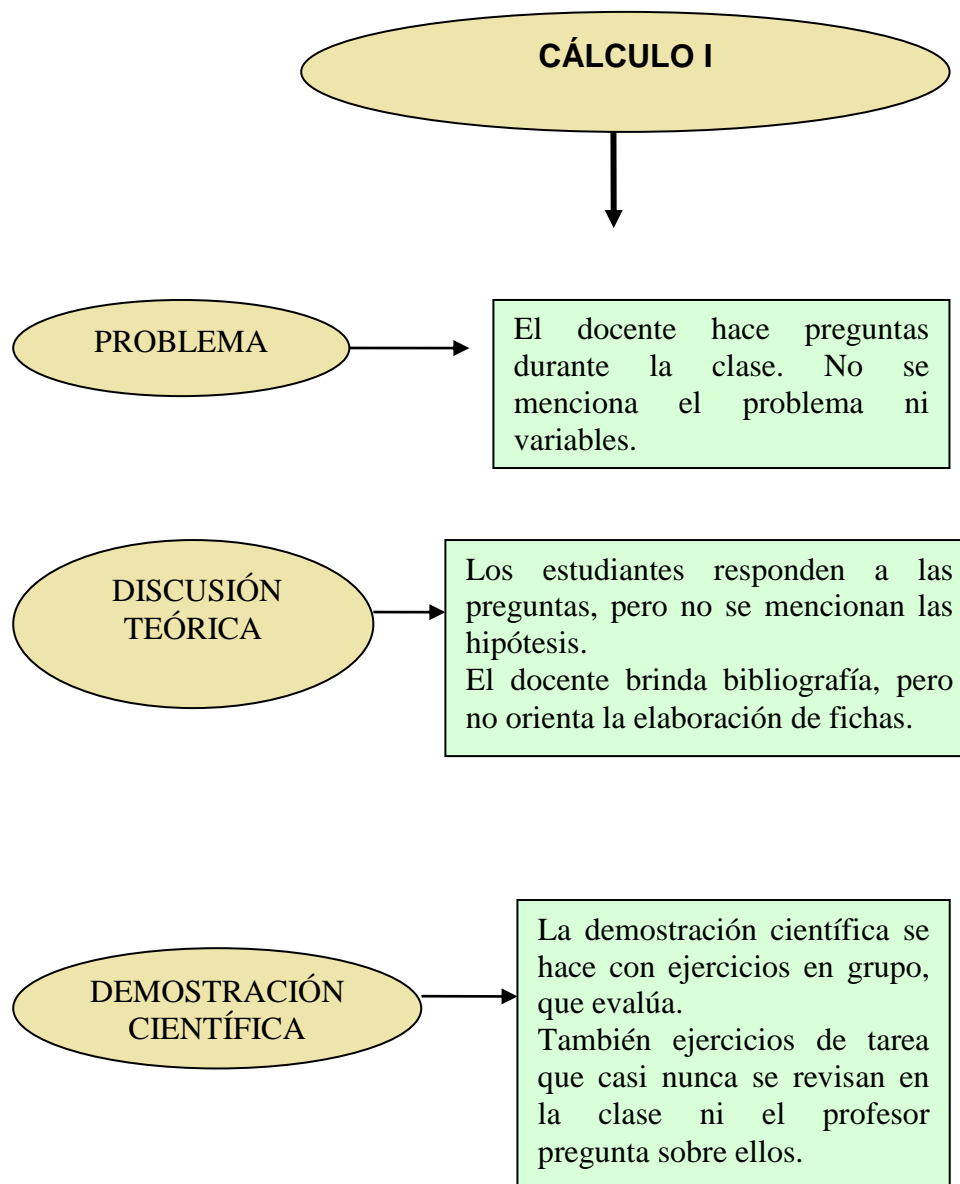 CÁLCULO I
PROBLEMA
El docente hace preguntas
durante la clase. No se
menciona el problema ni
variables.
DISCUSIÓN
TEÓRICA
Los estudiantes responden a las
preguntas, pero no se mencionan las
hipótesis.
El docente brinda bibliografía, pero
no orienta la elaboración de fichas.
DEMOSTRACIÓN
CIENTÍFICA
La demostración científica se
hace con ejercicios en grupo,
que evalúa.
También ejercicios de tarea
que casi nunca se revisan en
la clase ni el profesor
pregunta sobre ellos.